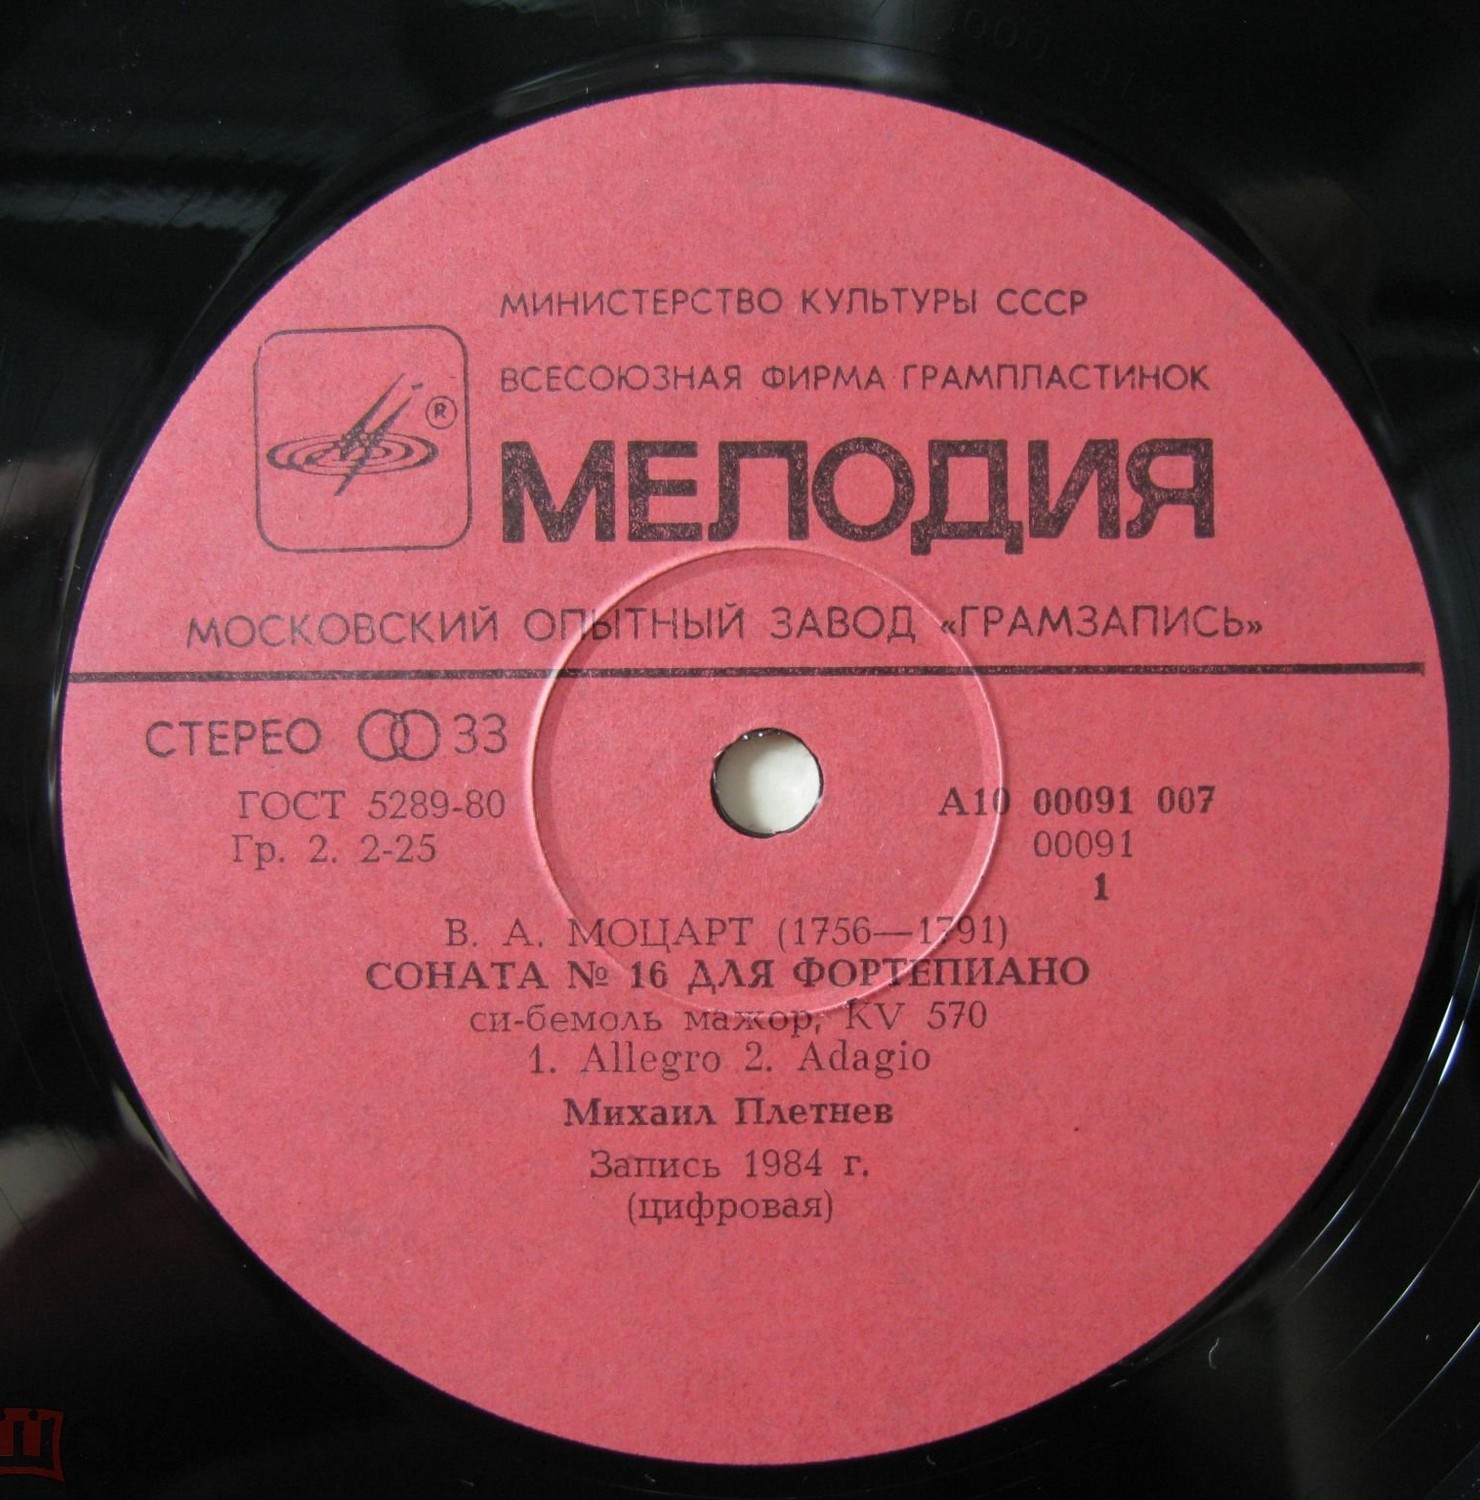 МИНИСТЕРСТВО КУЛЬТУРЫ СССР
ВСЕСОЮЗНАЯ ФИРМА ГРАМПЛАСТИНОК
®
МЕЛОДИЯ
МОСКОВСКИЙ ОПЫТНЫЙ ЗАВОД «ГРАМЗАПИСЬ»
СТЕРЕО 33
ГОСТ 5289-80
Гр. 2. 2-25
А10 00091 007
00091
1
В. А. МОЦАРТ (1756—1791)
СОНАТА № 16 ДЛЯ ФОРТЕПИАНО
си-бемоль мажор, KV 570
1. Allegro 2. Adagio
Михаил Плетнев
Запись 1984 г.
(цифровая)